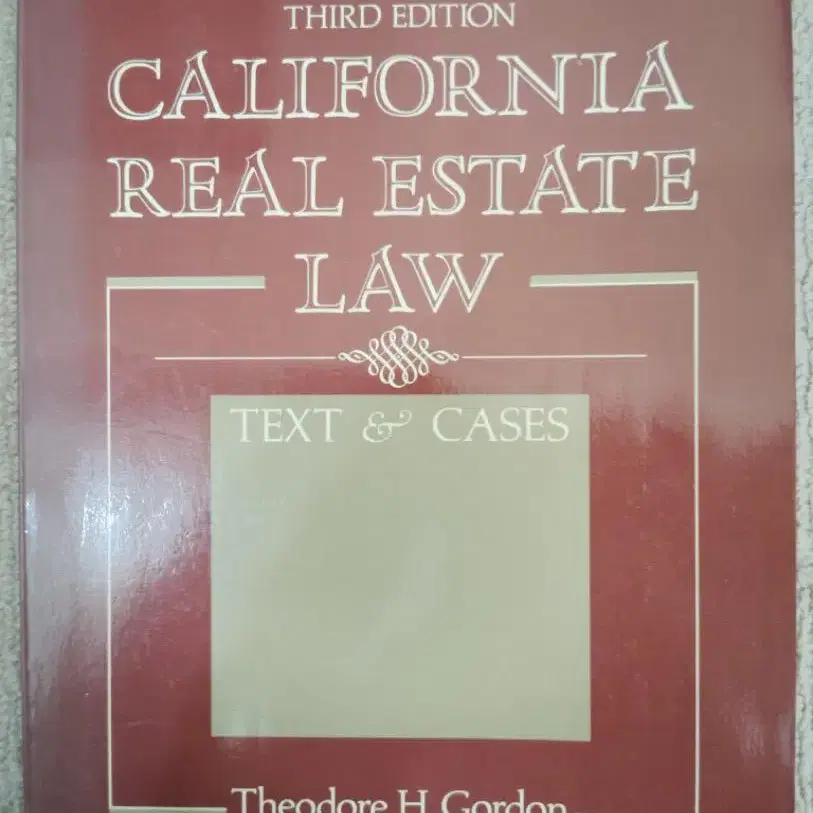 THIRD EDITION
CALIFORNIA
REAL ESTATE
LAW
TEXT & CASES
Theodore H. Gordon